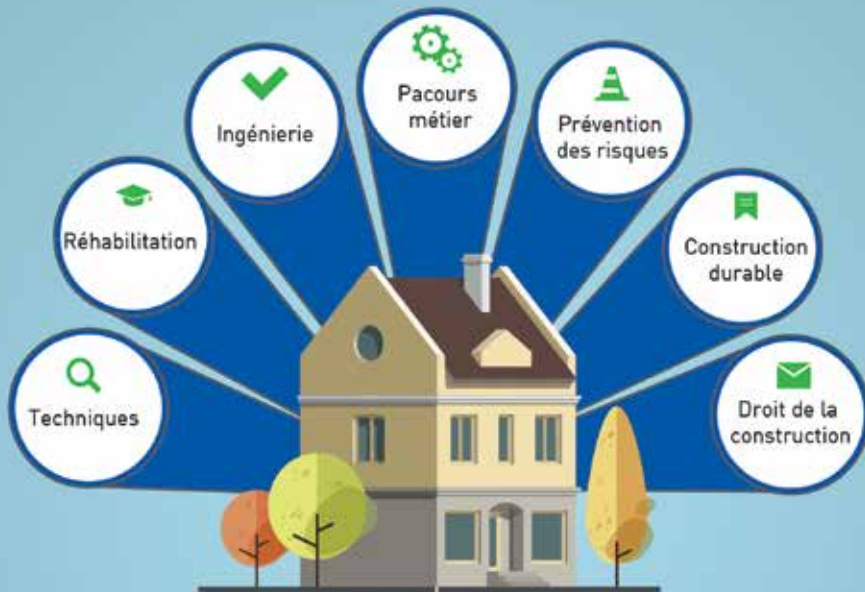 Techniques
Réhabilitation
Ingénierie
Pacours
métier
Prévention
des risques
Construction
durable
Droit de la
construction